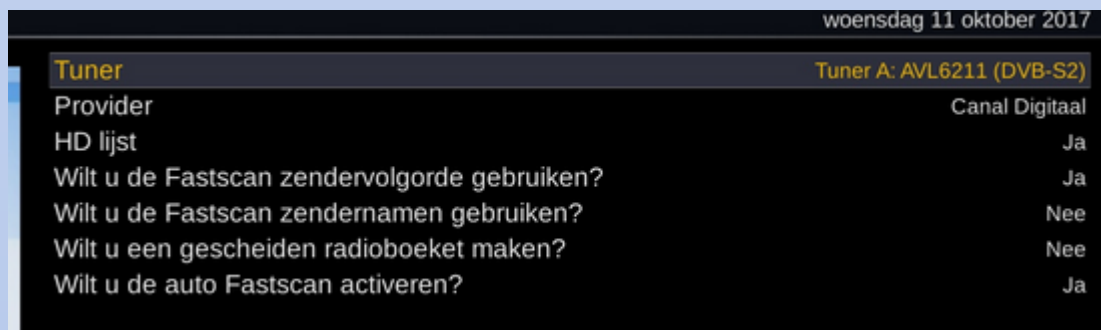 woensdag 11 oktober 2017
Tuner Tuner A: AVL6211 (DVB-S2)
Provider Canal Digitaal
HD lijst Ja
Wilt u de Fastscan zendervolgorde gebruiken? Ja
Wilt u de Fastscan zendernamen gebruiken? Nee
Wilt u een gescheiden radioboeket maken? Nee
Wilt u de auto Fastscan activeren? Ja